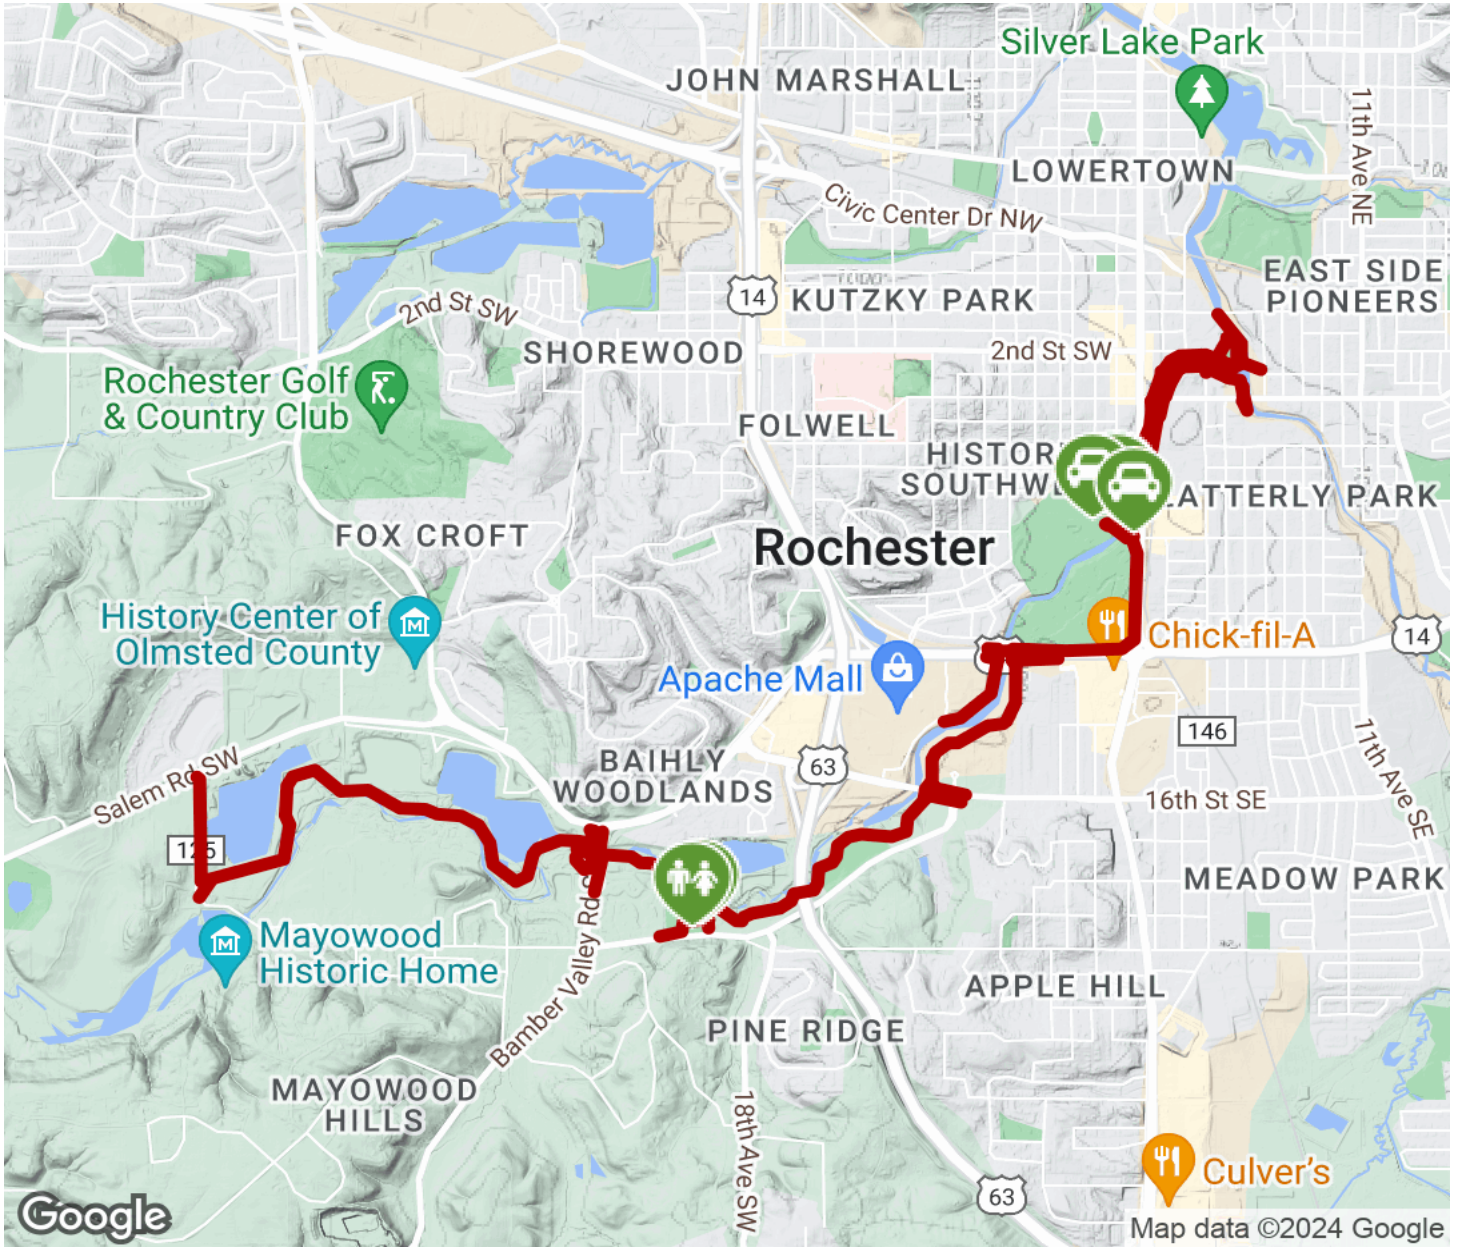 Silver Lake Park
JOHN MARSHALL
11th Ave NE
LOWERTOWN
Civic Center Dr NW
EAST SIDE
PIONEERS
14
KUTZKY PARK
2nd St SW
SHOREWOOD
2nd St SW
Rochester Golf
& Country Club
FOLWELL
HISTOR
SOUTHW
LATTERLY PARK
FOX CROFT
Rochester
History Center of
Olmsted County
Chick-fil-A
14
Apache Mall
146
BAIHLY
WOODLANDS
63
Salem Rd SW
16th St SE
11th Ave SE
125
MEADOW PARK
Mayowood
Historic Home
Bamber Valley Rd S
APPLE HILL
PINE RIDGE
MAYOWOOD
HILLS
18th Ave SW
Culver's
63
Google
Map data ©2024 Google